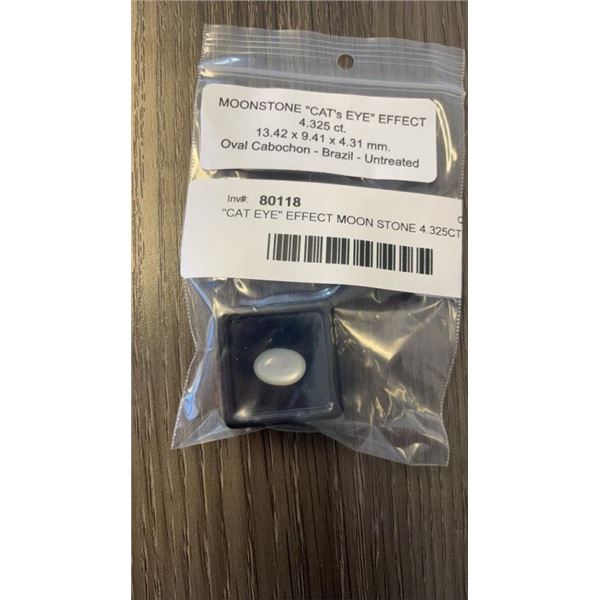 MOONSTONE "CAT's EYE" EFFECT
4.325 ct.
13.42 x 9.41 x 4.31 mm.
Oval Cabochon - Brazil - Untreated
Inv#: 80118
"CAT EYE" EFFECT MOON STONE 4.325CT